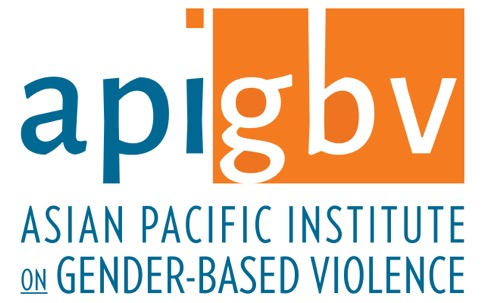 apigbv
ASIAN PACIFIC INSTITUTE
ON GENDER-BASED VIOLENCE